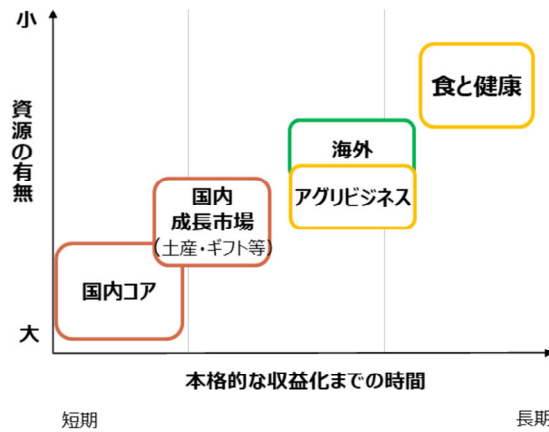 小
資源の有無
大
食と健康
海外
アグリビジネス
国内
成長市場
(土産・ギフト等)
国内コア
本格的な収益化までの時間
短期
長期